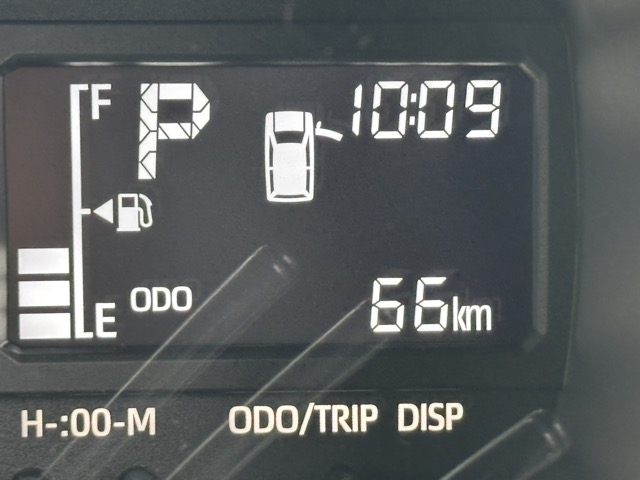 F
P
10:09
E
ODO
66km
H-:00-M ODO/TRIP DISP